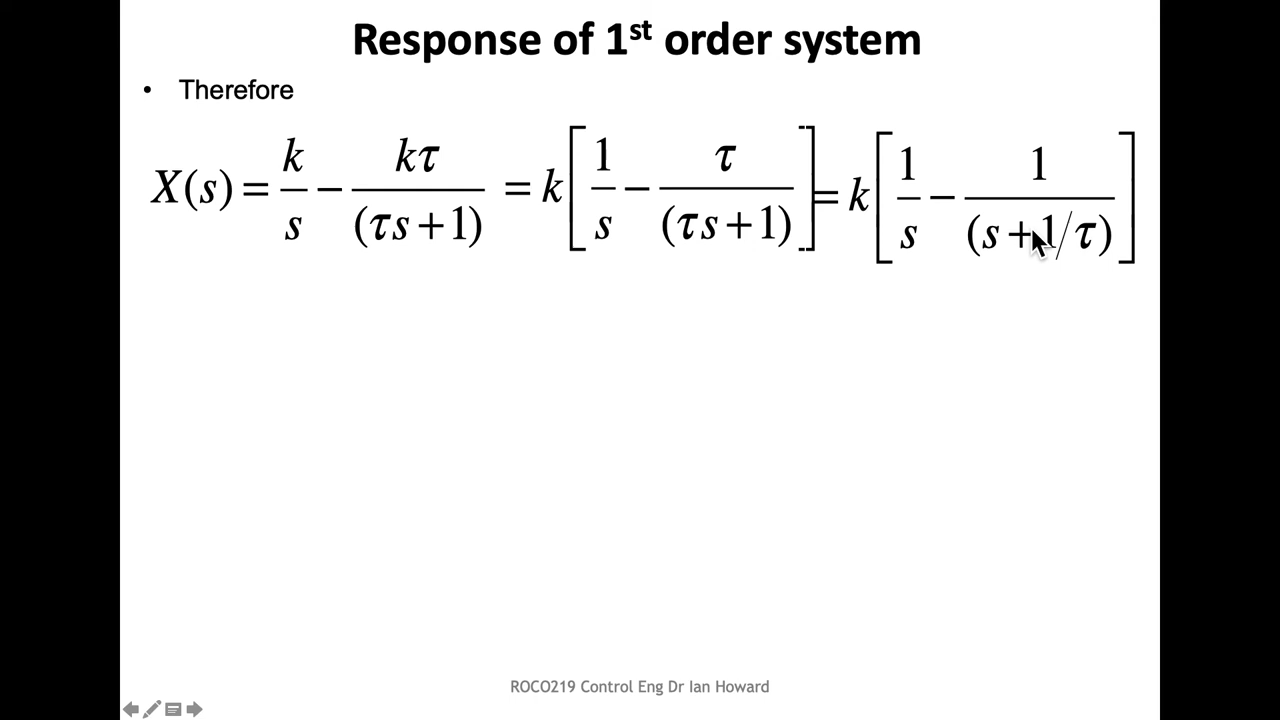 Response of 1st order system
• Therefore
X(s) = k/s − kτ/(τs+1) = k[1/s − τ/(τs+1)] = k[1/s − 1/(s+1/τ)]
ROCO219 Control Eng Dr Ian Howard